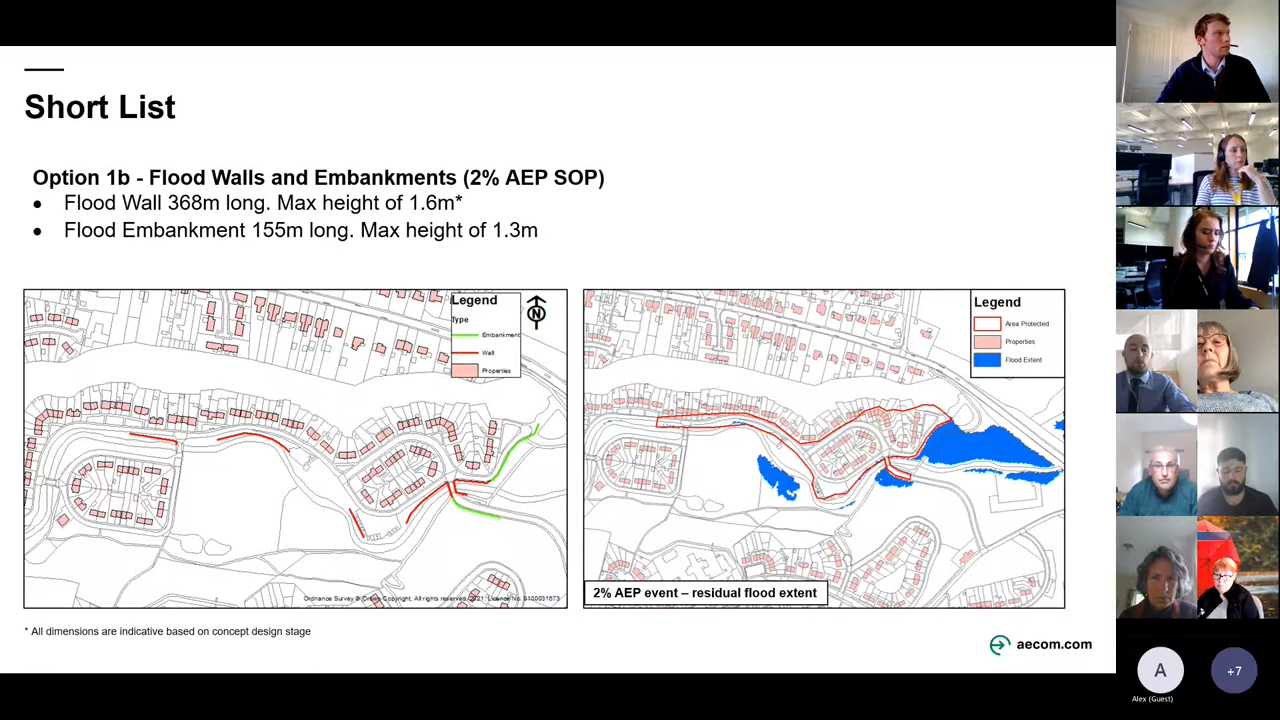 Short List
Option 1b - Flood Walls and Embankments (2% AEP SOP)
• Flood Wall 368m long. Max height of 1.6m*
• Flood Embankment 155m long. Max height of 1.3m
Legend
Type
Embankment
Wall
Properties
N
Legend
Area Protected
Properties
Flood Extent
2% AEP event – residual flood extent
* All dimensions are indicative based on concept design stage
aecom.com
A
+7
Alex (Guest)